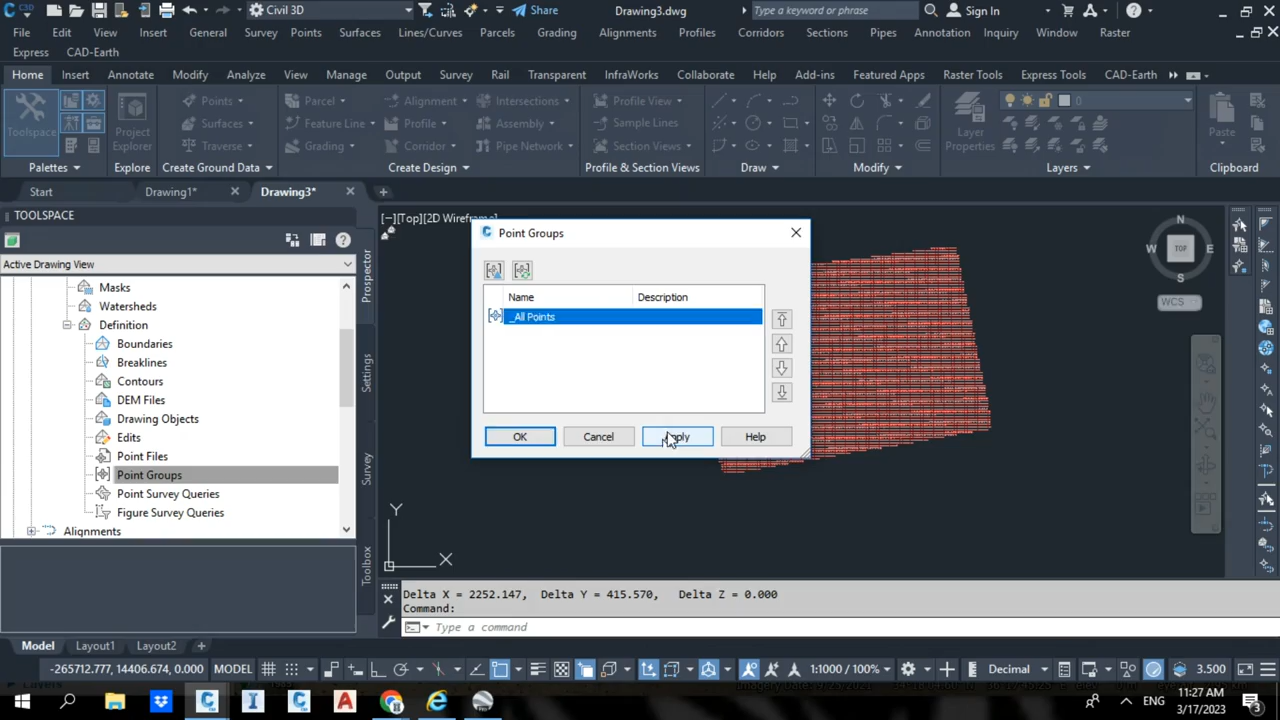 Civil 3D Share Drawing3.dwg Type a keyword or phrase Sign In
C3D
File Edit View Insert General Survey Points Surfaces Lines/Curves Parcels Grading Alignments Profiles Corridors Sections Pipes Annotation Inquiry Window Raster
Express CAD-Earth
Home Insert Annotate Modify Analyze View Manage Output Survey Rail Transparent InfraWorks Collaborate Help Add-ins Featured Apps Raster Tools Express Tools CAD-Earth
Toolspace
Project
Explorer
Points Parcel Alignment Intersections Profile View
Surfaces Feature Line Profile Assembly Sample Lines
Traverse Grading Corridor Pipe Network Section Views
Layer
Properties
0
Paste
Palettes Explore Create Ground Data Create Design Profile & Section Views Draw Modify Layers Clipboard
Start Drawing1* Drawing3*
TOOLSPACE
Active Drawing View
Masks
Watersheds
Definition
Boundaries
Breaklines
Contours
DEM Files
Drawing Objects
Edits
Point Files
Point Groups
Point Survey Queries
Figure Survey Queries
Alignments
Prospector
Settings
Survey
Toolbox
[−][Top][2D Wireframe]
Point Groups
Name Description
_All Points
OK Cancel Help
N
W TOP E
S
WCS
Y
X
Delta X = 2252.147, Delta Y = 415.570, Delta Z = 0.000
Command:
Type a command
Model Layout1 Layout2
-265712.777, 14406.674, 0.000 MODEL 1:1000 / 100% Decimal 3.500
ENG
11:27 AM
3/17/2023
3